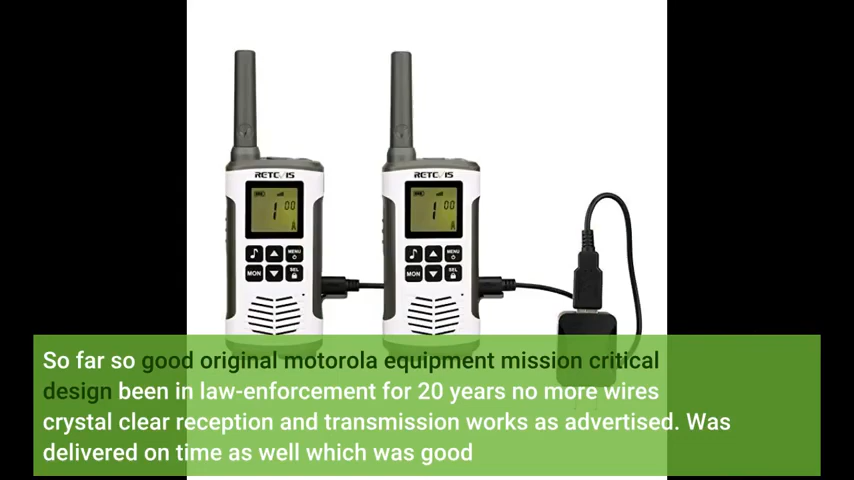 RETEVIS
RETEVIS
1 00
A
1 00
A
MENU
MENU
MON
SEL
MON
SEL
So far so good original motorola equipment mission critical
design been in law-enforcement for 20 years no more wires
crystal clear reception and transmission works as advertised. Was
delivered on time as well which was good